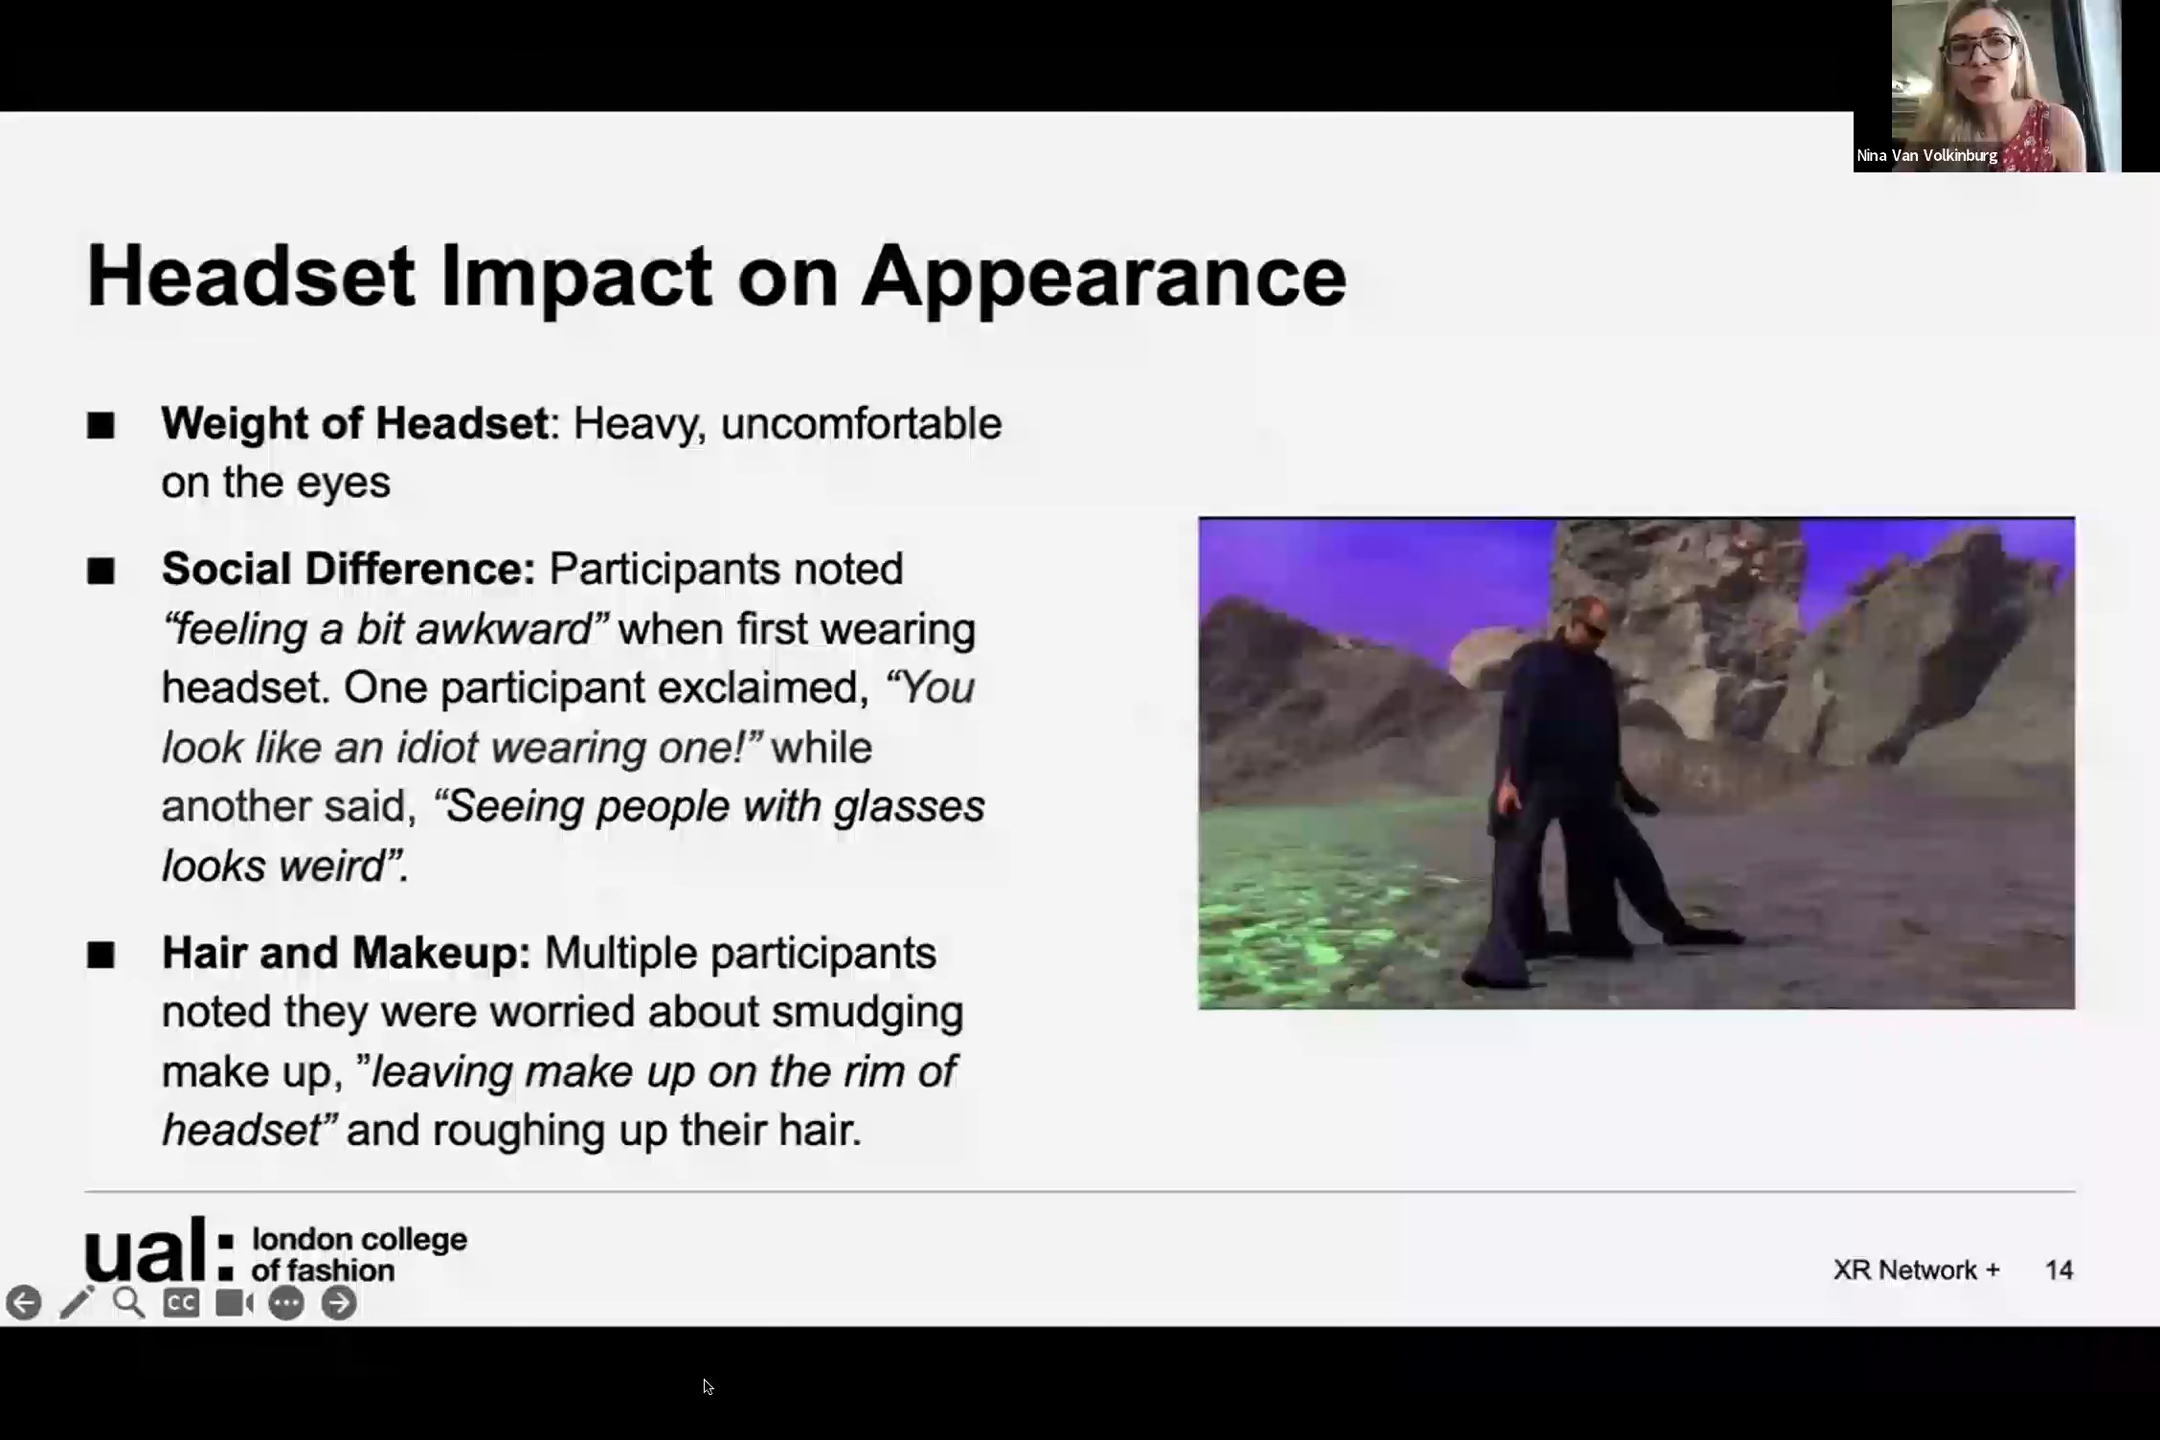 Nina Van Volkinburg
Headset Impact on Appearance
■ Weight of Headset: Heavy, uncomfortable
on the eyes
■ Social Difference: Participants noted
“feeling a bit awkward” when first wearing
headset. One participant exclaimed, “You
look like an idiot wearing one!” while
another said, “Seeing people with glasses
looks weird”.
■ Hair and Makeup: Multiple participants
noted they were worried about smudging
make up, ”leaving make up on the rim of
headset” and roughing up their hair.
ual: london college
of fashion
CC
XR Network + 14